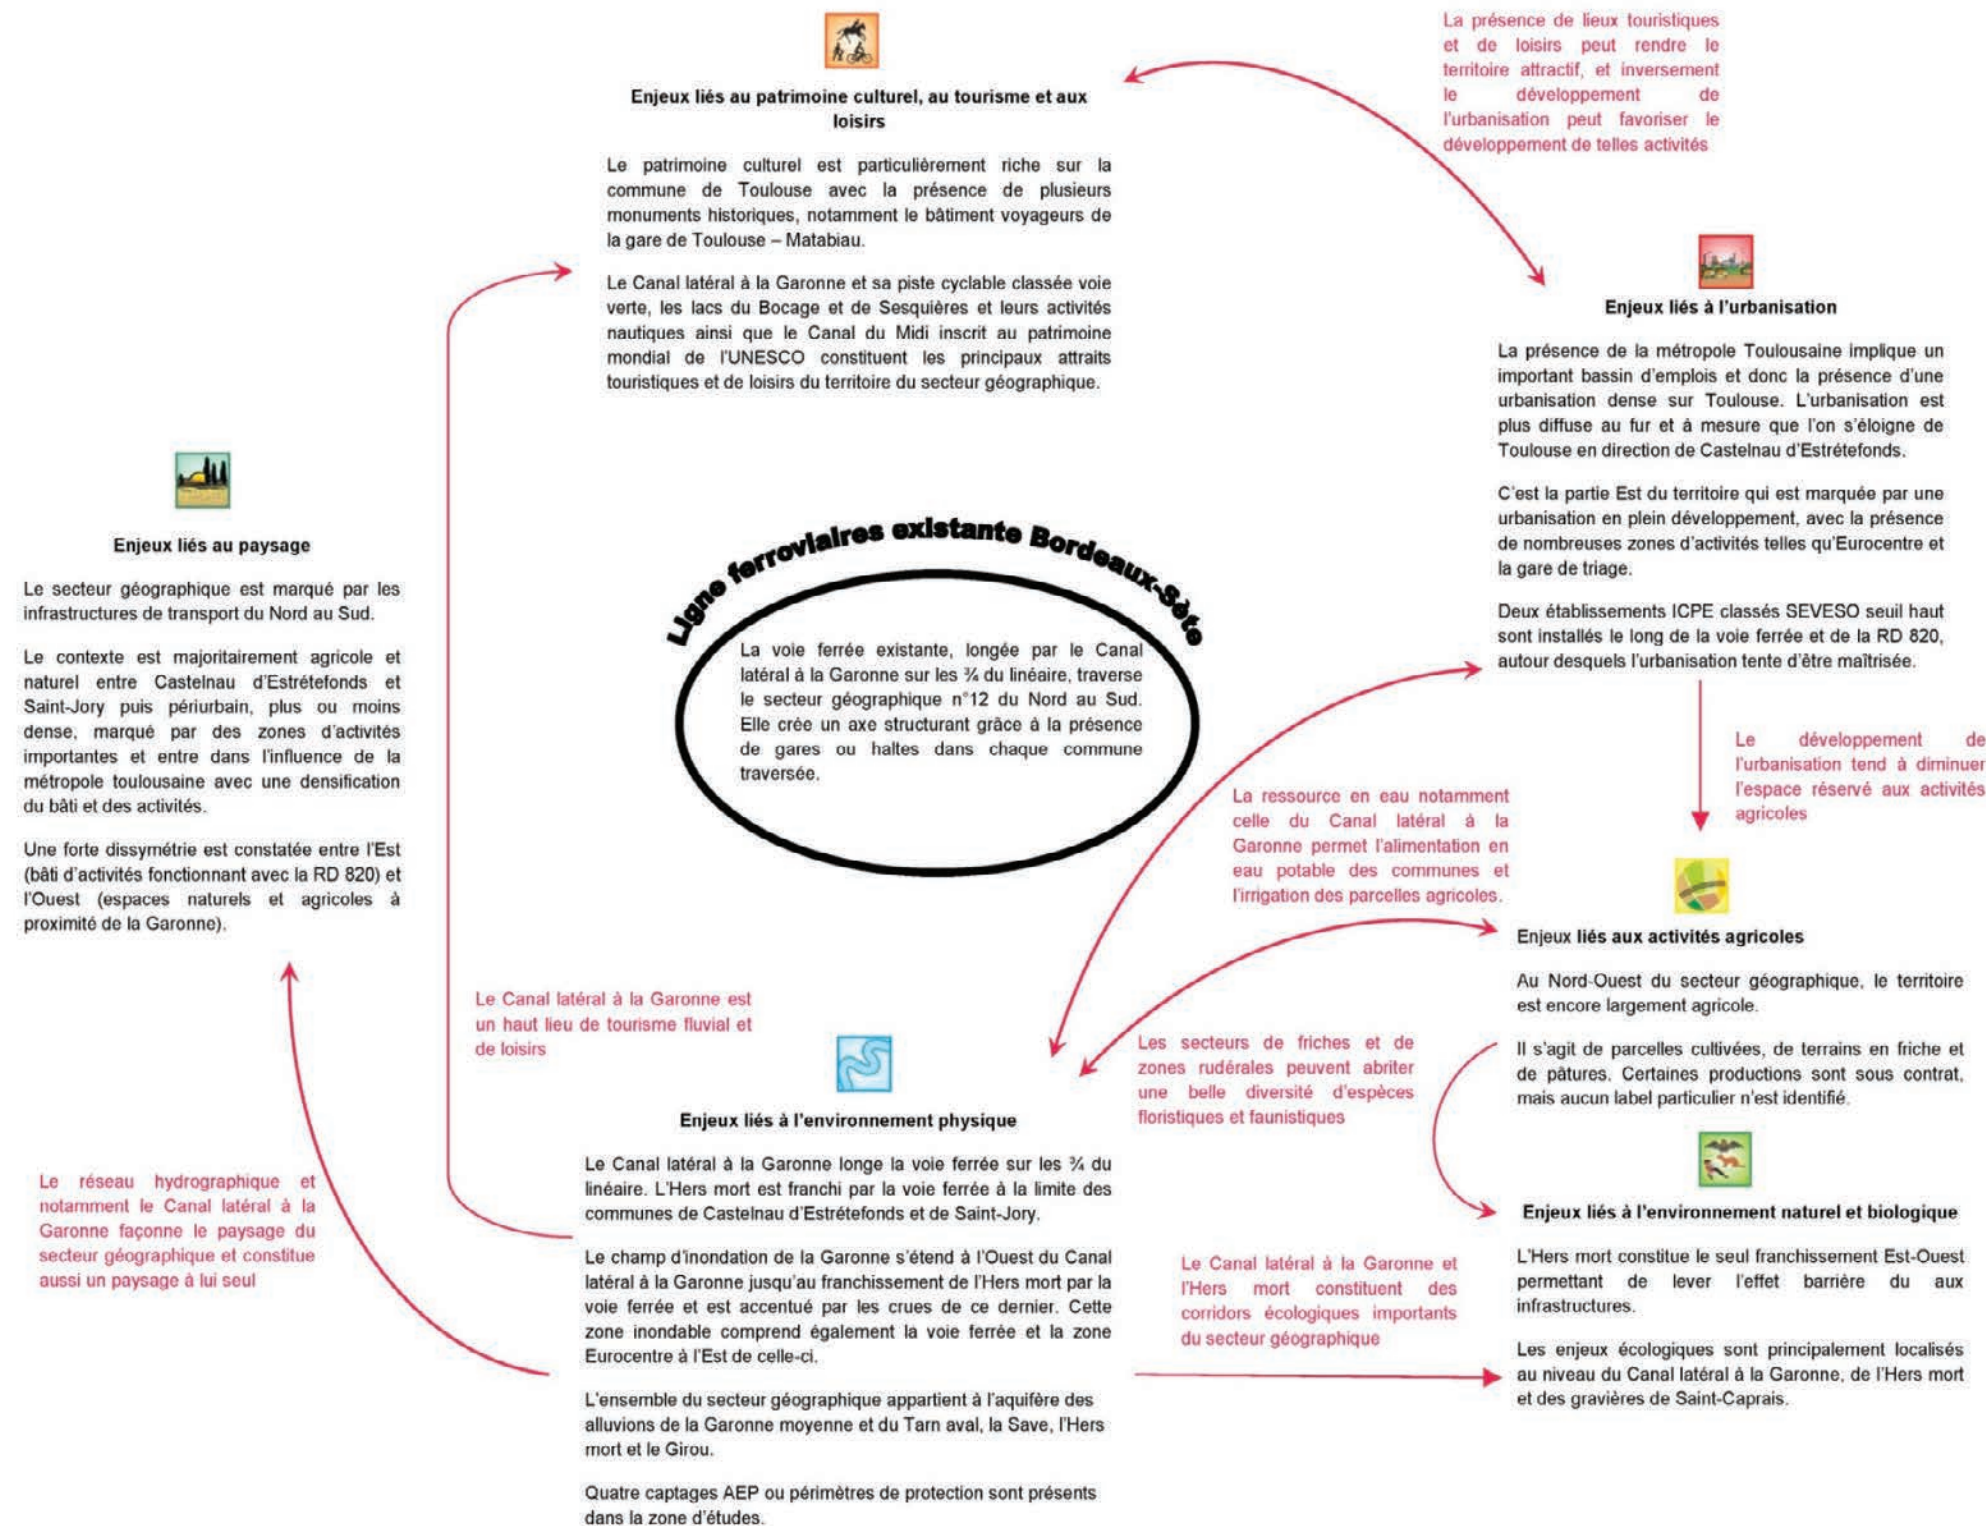 Enjeux liés au patrimoine culturel, au tourisme et aux
loisirs
Le patrimoine culturel est particulièrement riche sur la
commune de Toulouse avec la présence de plusieurs
monuments historiques, notamment le bâtiment voyageurs de
la gare de Toulouse – Matabiau.
Le Canal latéral à la Garonne et sa piste cyclable classée voie
verte, les lacs du Bocage et de Sesquières et leurs activités
nautiques ainsi que le Canal du Midi inscrit au patrimoine
mondial de l'UNESCO constituent les principaux attraits
touristiques et de loisirs du territoire du secteur géographique.
La présence de lieux touristiques
et de loisirs peut rendre le
territoire attractif, et inversement
le développement de
l'urbanisation peut favoriser le
développement de telles activités
Enjeux liés à l'urbanisation
La présence de la métropole Toulousaine implique un
important bassin d'emplois et donc la présence d'une
urbanisation dense sur Toulouse. L'urbanisation est
plus diffuse au fur et à mesure que l'on s'éloigne de
Toulouse en direction de Castelnau d'Estrétefonds.
C'est la partie Est du territoire qui est marquée par une
urbanisation en plein développement, avec la présence
de nombreuses zones d'activités telles qu'Eurocentre et
la gare de triage.
Deux établissements ICPE classés SEVESO seuil haut
sont installés le long de la voie ferrée et de la RD 820,
autour desquels l'urbanisation tente d'être maîtrisée.
Enjeux liés au paysage
Le secteur géographique est marqué par les
infrastructures de transport du Nord au Sud.
Le contexte est majoritairement agricole et
naturel entre Castelnau d'Estrétefonds et
Saint-Jory puis périurbain, plus ou moins
dense, marqué par des zones d'activités
importantes et entre dans l'influence de la
métropole toulousaine avec une densification
du bâti et des activités.
Une forte dissymétrie est constatée entre l'Est
(bâti d'activités fonctionnant avec la RD 820) et
l'Ouest (espaces naturels et agricoles à
proximité de la Garonne).
Ligne ferroviaires existante Bordeaux-Sète
La voie ferrée existante, longée par le Canal
latéral à la Garonne sur les ¾ du linéaire, traverse
le secteur géographique n°12 du Nord au Sud.
Elle crée un axe structurant grâce à la présence
de gares ou haltes dans chaque commune
traversée.
Le développement de
l'urbanisation tend à diminuer
l'espace réservé aux activités
agricoles
La ressource en eau notamment
celle du Canal latéral à la
Garonne permet l'alimentation en
eau potable des communes et
l'irrigation des parcelles agricoles.
Enjeux liés aux activités agricoles
Au Nord-Ouest du secteur géographique, le territoire
est encore largement agricole.
Il s'agit de parcelles cultivées, de terrains en friche et
de pâtures. Certaines productions sont sous contrat,
mais aucun label particulier n'est identifié.
Le Canal latéral à la Garonne est
un haut lieu de tourisme fluvial et
de loisirs
Les secteurs de friches et de
zones rudérales peuvent abriter
une belle diversité d'espèces
floristiques et faunistiques
Enjeux liés à l'environnement physique
Le Canal latéral à la Garonne longe la voie ferrée sur les ¾ du
linéaire. L'Hers mort est franchi par la voie ferrée à la limite des
communes de Castelnau d'Estrétefonds et de Saint-Jory.
Le champ d'inondation de la Garonne s'étend à l'Ouest du Canal
latéral à la Garonne jusqu'au franchissement de l'Hers mort par la
voie ferrée et est accentué par les crues de ce dernier. Cette
zone inondable comprend également la voie ferrée et la zone
Eurocentre à l'Est de celle-ci.
L'ensemble du secteur géographique appartient à l'aquifère des
alluvions de la Garonne moyenne et du Tarn aval, la Save, l'Hers
mort et le Girou.
Quatre captages AEP ou périmètres de protection sont présents
dans la zone d'études.
Le réseau hydrographique et
notamment le Canal latéral à la
Garonne façonne le paysage du
secteur géographique et constitue
aussi un paysage à lui seul
Le Canal latéral à la Garonne et
l'Hers mort constituent des
corridors écologiques importants
du secteur géographique
Enjeux liés à l'environnement naturel et biologique
L'Hers mort constitue le seul franchissement Est-Ouest
permettant de lever l'effet barrière du aux
infrastructures.
Les enjeux écologiques sont principalement localisés
au niveau du Canal latéral à la Garonne, de l'Hers mort
et des gravières de Saint-Caprais.